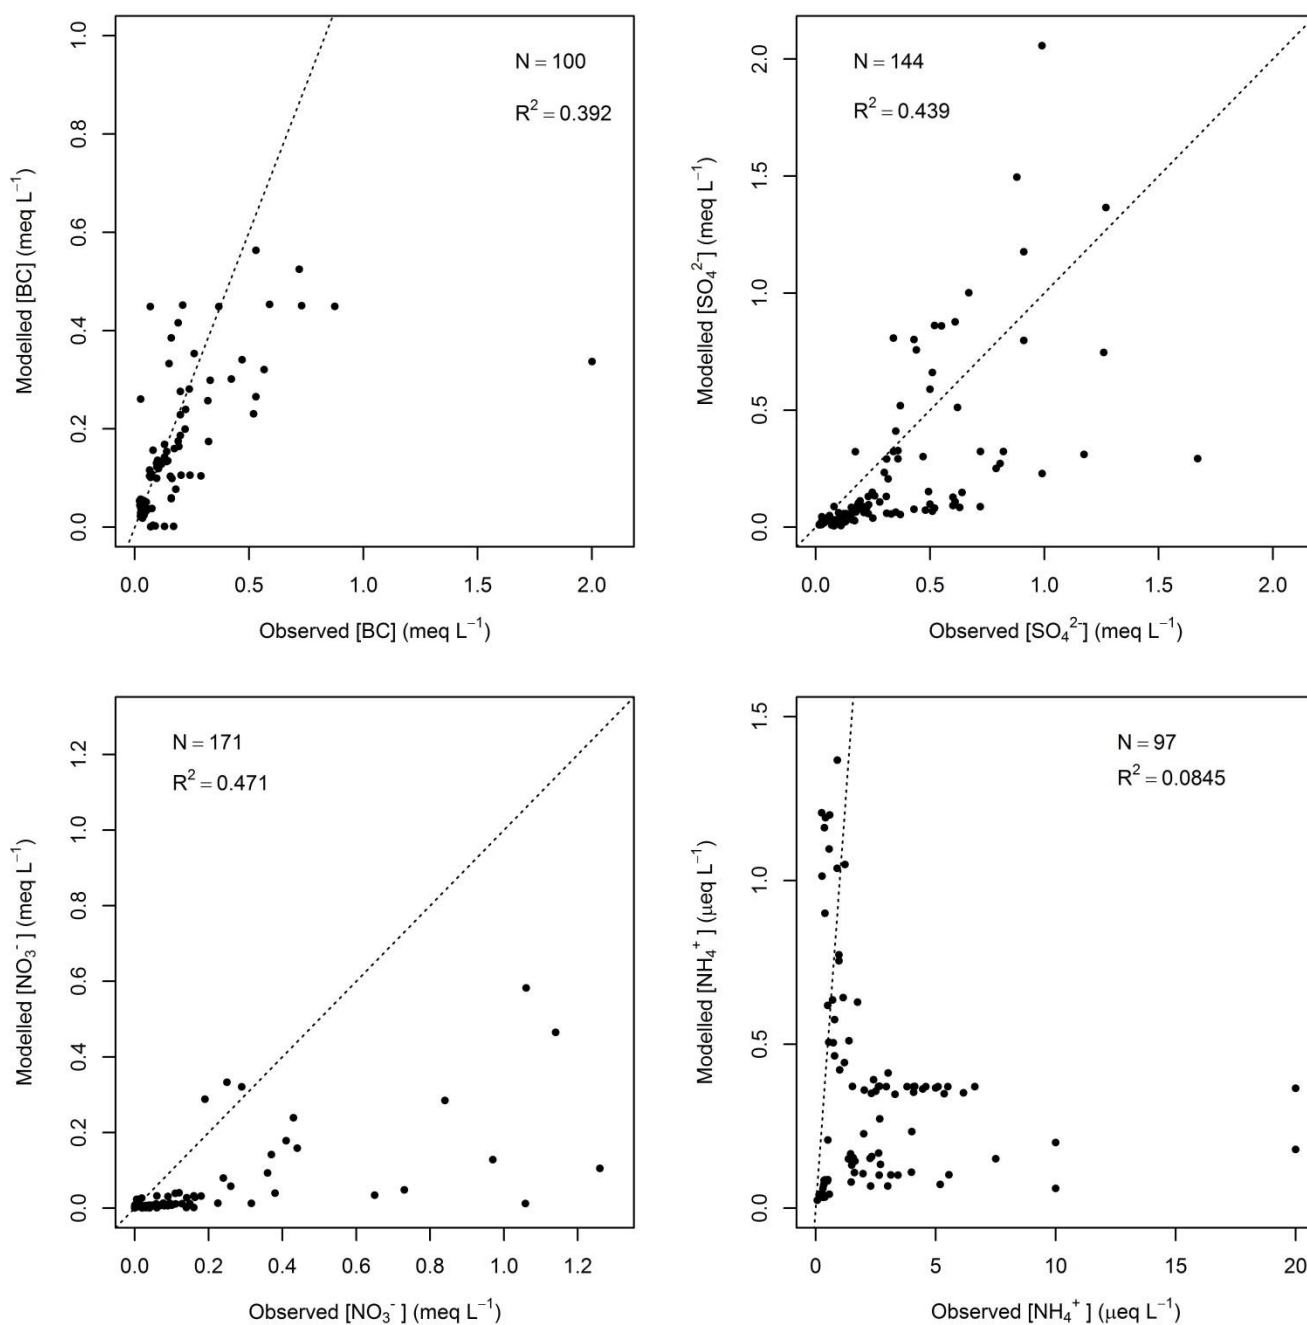 N = 100
R² = 0.392
Modelled [BC] (meq L⁻¹)
1.0
0.8
0.6
0.4
0.2
0.0
0.0 0.5 1.0 1.5 2.0
Observed [BC] (meq L⁻¹)
N = 144
R² = 0.439
Modelled [SO₄²⁻] (meq L⁻¹)
2.0
1.5
1.0
0.5
0.0
0.0 0.5 1.0 1.5 2.0
Observed [SO₄²⁻] (meq L⁻¹)
N = 171
R² = 0.471
Modelled [NO₃⁻] (meq L⁻¹)
1.2
1.0
0.8
0.6
0.4
0.2
0.0
0.0 0.2 0.4 0.6 0.8 1.0 1.2
Observed [NO₃⁻] (meq L⁻¹)
N = 97
R² = 0.0845
Modelled [NH₄⁺] (μeq L⁻¹)
1.5
1.0
0.5
0.0
0 5 10 15 20
Observed [NH₄⁺] (μeq L⁻¹)